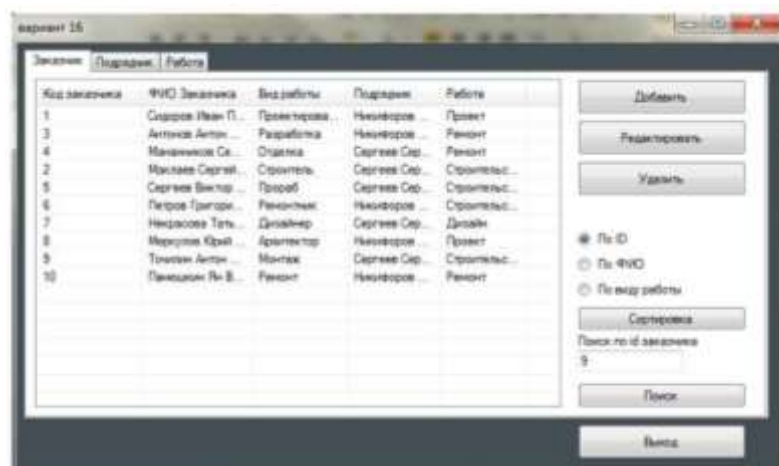 вариант 16
Заказчик Подрядчик Работа
Код заказчика ФИО Заказчика Вид работы Подрядчик Работа
1 Сидоров Иван П... Проектирова... Никифоров ... Проект
3 Антонов Антон ... Разработка Никифоров ... Ремонт
4 Се... Отделка Сергеев Сер... Ремонт
2 Маклаев Сергей... Строитель Сергеев Сер... Строительс...
5 Сергеев Виктор ... Прораб Сергеев Сер... Строительс...
6 Петров Григори... Ремонтник Никифоров ... Строительс...
7 Некрасова Тать... Дизайнер Сергеев Сер... Дизайн
8 Меркулов Юрий ... Архитектор Никифоров ... Проект
9 Антон ... Монтаж Сергеев Сер... Строительс...
10 Панюшкин Ян В... Ремонт Никифоров ... Ремонт
Добавить
Редактировать
Удалить
По ID
По ФИО
По виду работы
Сортировка
Поиск по id заказчика
9
Поиск
Выход